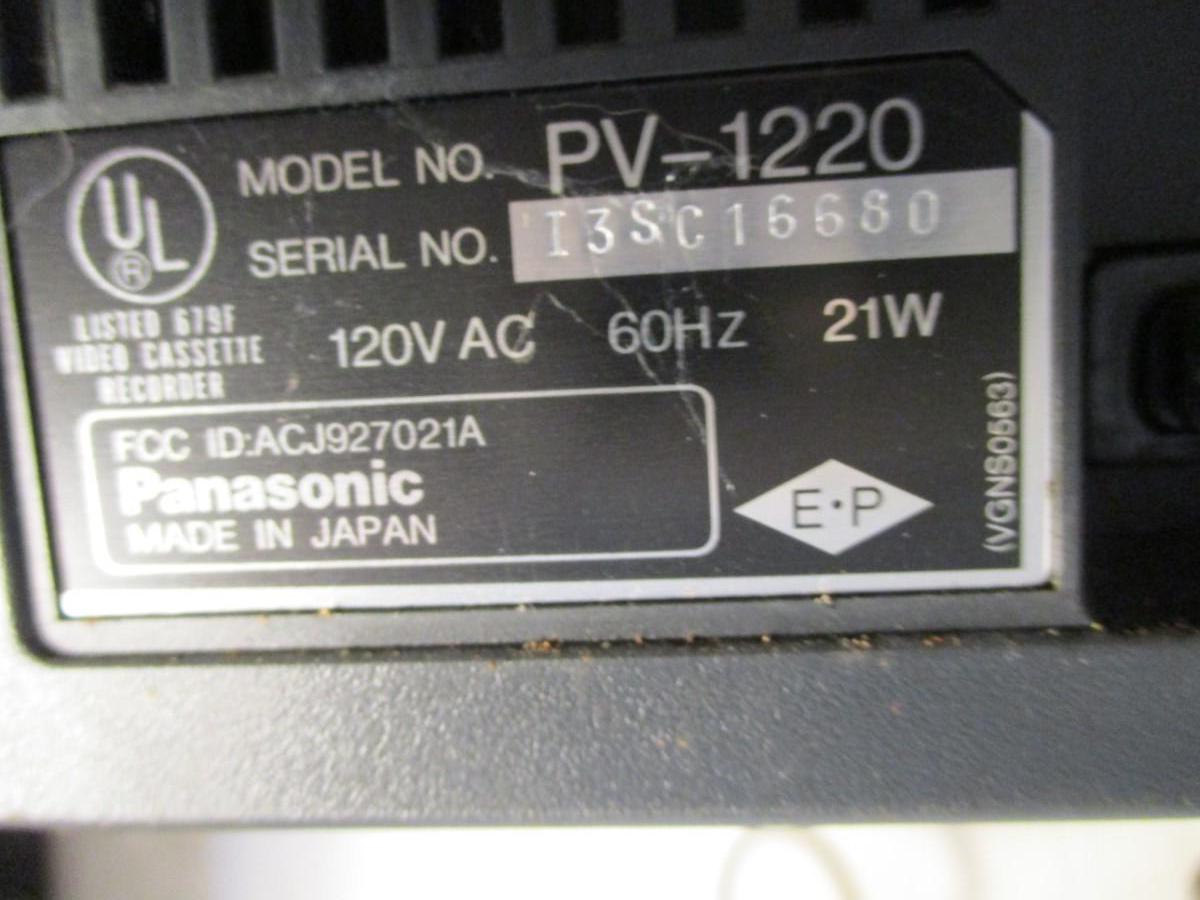 UL®
MODEL NO. PV-1220
SERIAL NO. I3SC16680
LISTED 679F
VIDEO CASSETTE
RECORDER
120V AC 60Hz 21W
FCC ID:ACJ927021A
Panasonic
MADE IN JAPAN
E·P
(VGNS0563)